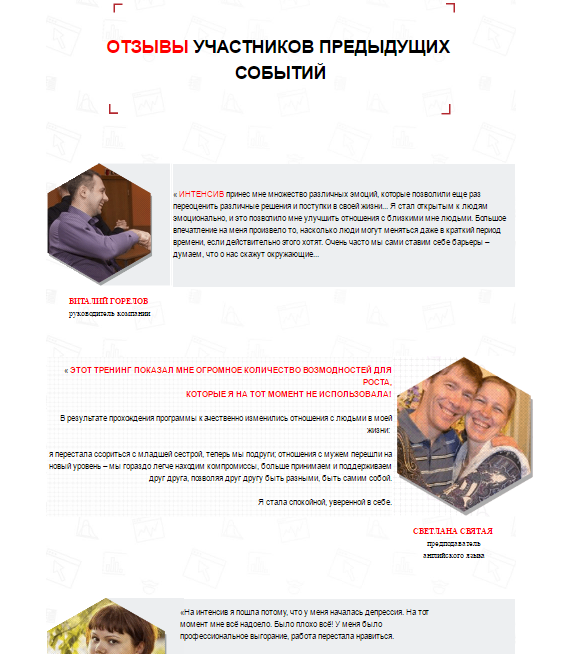 ОТЗЫВЫ УЧАСТНИКОВ ПРЕДЫДУЩИХ
СОБЫТИЙ
« ИНТЕНСИВ принес мне множество различных эмоций, которые позволили еще раз
переоценить различные решения и поступки в своей жизни... Я стал открытым к людям
эмоционально, и это позволило мне улучшить отношения с близкими мне людьми. Большое
впечатление на меня произвело то, насколько люди могут меняться даже в краткий период
времени, если действительно этого хотят. Очень часто мы сами ставим себе барьеры –
думаем, что о нас скажут окружающие...
ВИТАЛИЙ ГОРЕЛОВ
руководитель компании
« ЭТОТ ТРЕНИНГ ПОКАЗАЛ МНЕ ОГРОМНОЕ КОЛИЧЕСТВО ВОЗМОДНОСТЕЙ ДЛЯ
РОСТА,
КОТОРЫЕ Я НА ТОТ МОМЕНТ НЕ ИСПОЛЬЗОВАЛА!
В результате прохождения программы качественно изменились отношения с людьми в моей
жизни:
я перестала ссориться с младшей сестрой, теперь мы подруги; отношения с мужем перешли на
новый уровень – мы гораздо легче находим компромиссы, больше принимаем и поддерживаем
друг друга, позволяя друг другу быть разными, быть самим собой.
Я стала спокойной, уверенной в себе.
СВЕТЛАНА СВЯТАЯ
преподаватель
английского языка
«На интенсив я пошла потому, что у меня началась депрессия. На тот
момент мне всё надоело. Было плохо всё! У меня было
профессиональное выгорание, работа перестала нравиться.